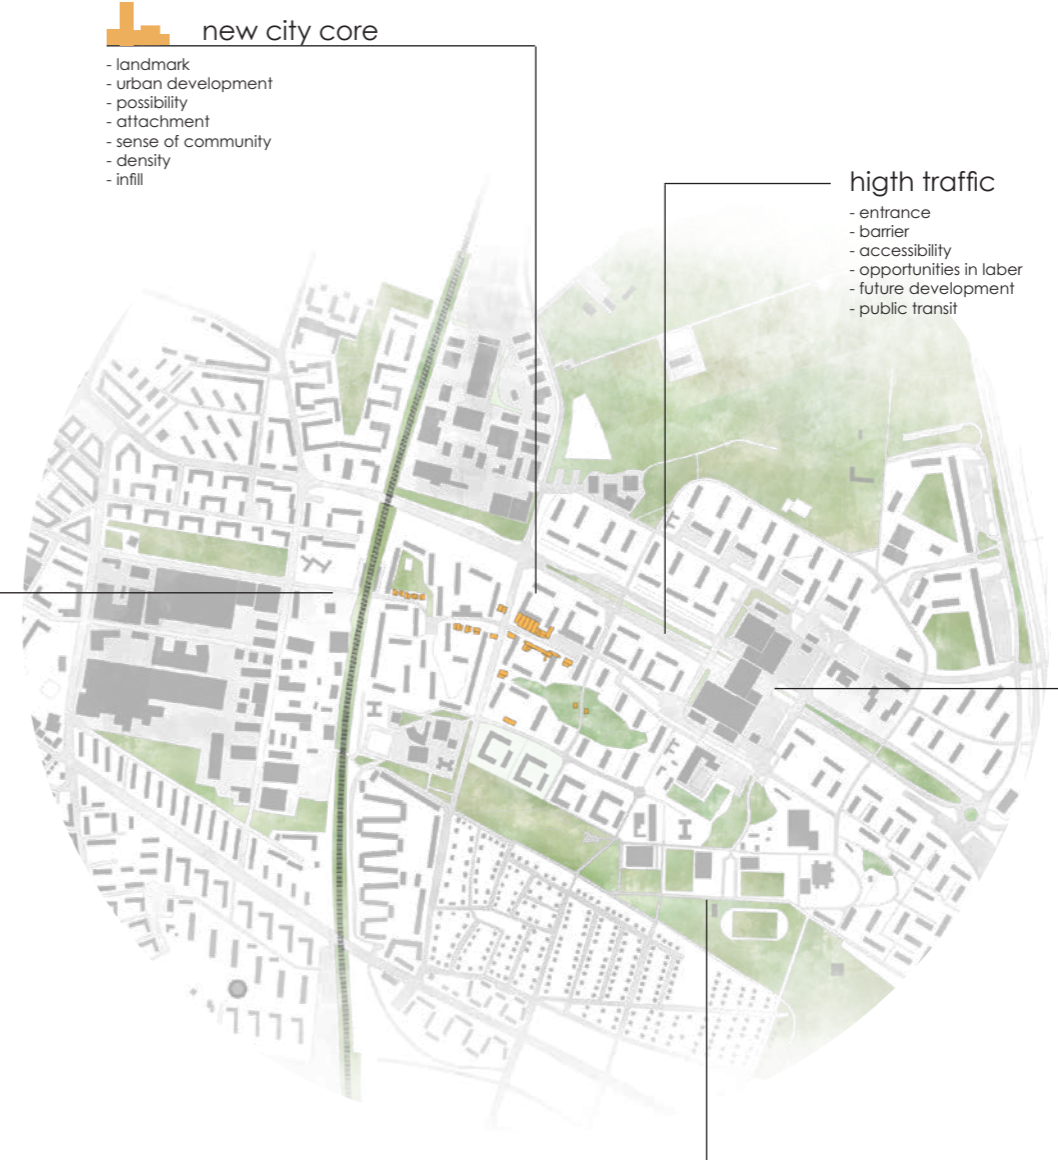 new city core
- landmark
- urban development
- possibility
- attachment
- sense of community
- density
- infill
higth traffic
- entrance
- barrier
- accessibility
- opportunities in laber
- future development
- public transit